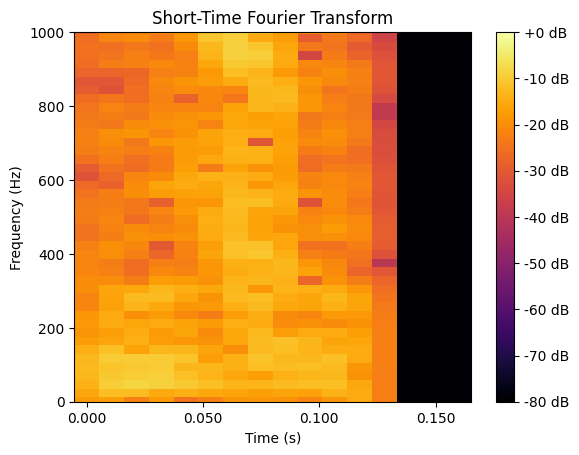 Short-Time Fourier Transform
1000
800
600
400
200
0
Frequency (Hz)
0.000
0.050
0.100
0.150
Time (s)
+0 dB
-10 dB
-20 dB
-30 dB
-40 dB
-50 dB
-60 dB
-70 dB
-80 dB